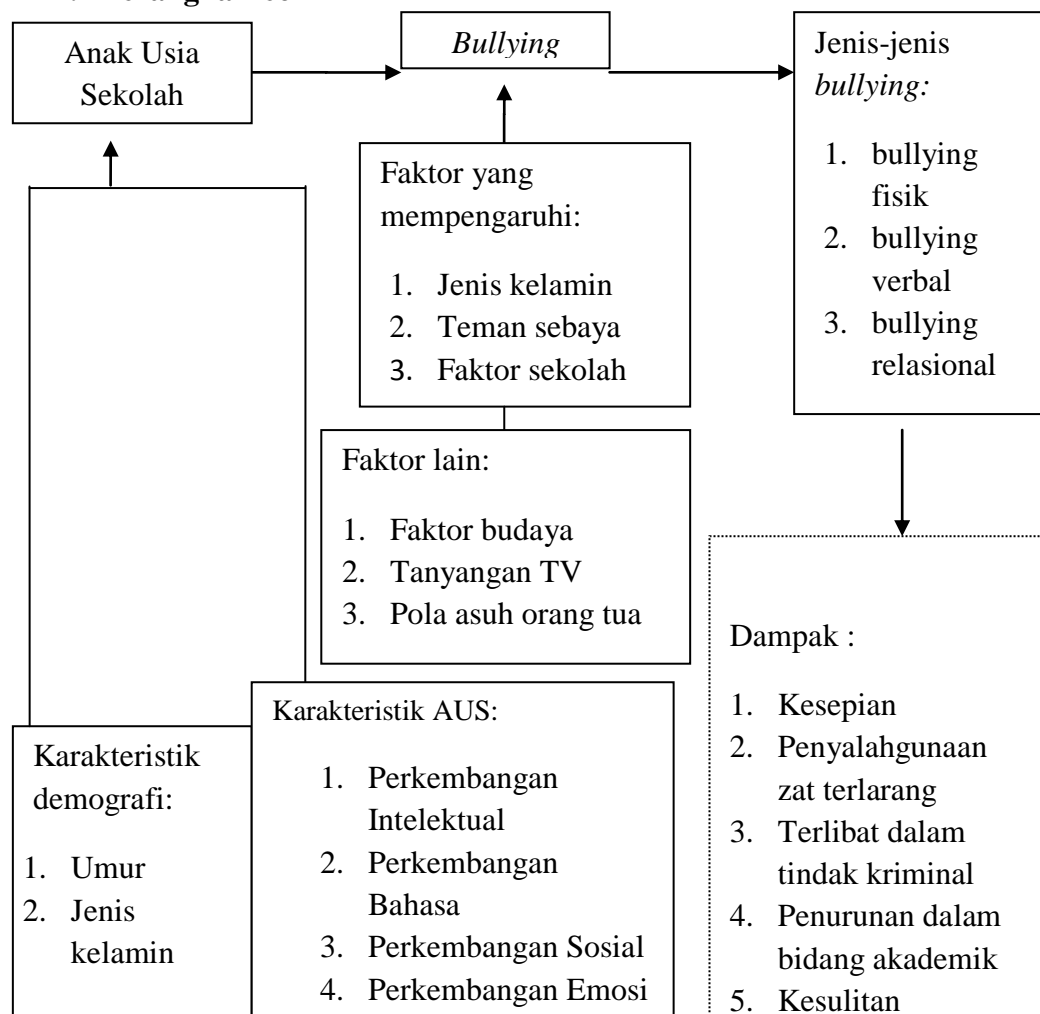 Anak Usia
Sekolah
Bullying
Jenis-jenis
bullying:
1. bullying
fisik
2. bullying
verbal
3. bullying
relasional
Faktor yang
mempengaruhi:
1. Jenis kelamin
2. Teman sebaya
3. Faktor sekolah
Faktor lain:
1. Faktor budaya
2. Tanyangan TV
3. Pola asuh orang tua
Karakteristik
demografi:
1. Umur
2. Jenis
kelamin
Karakteristik AUS:
1. Perkembangan
Intelektual
2. Perkembangan
Bahasa
3. Perkembangan Sosial
4. Perkembangan Emosi
Dampak :
1. Kesepian
2. Penyalahgunaan
zat terlarang
3. Terlibat dalam
tindak kriminal
4. Penurunan dalam
bidang akademik
5. Kesulitan